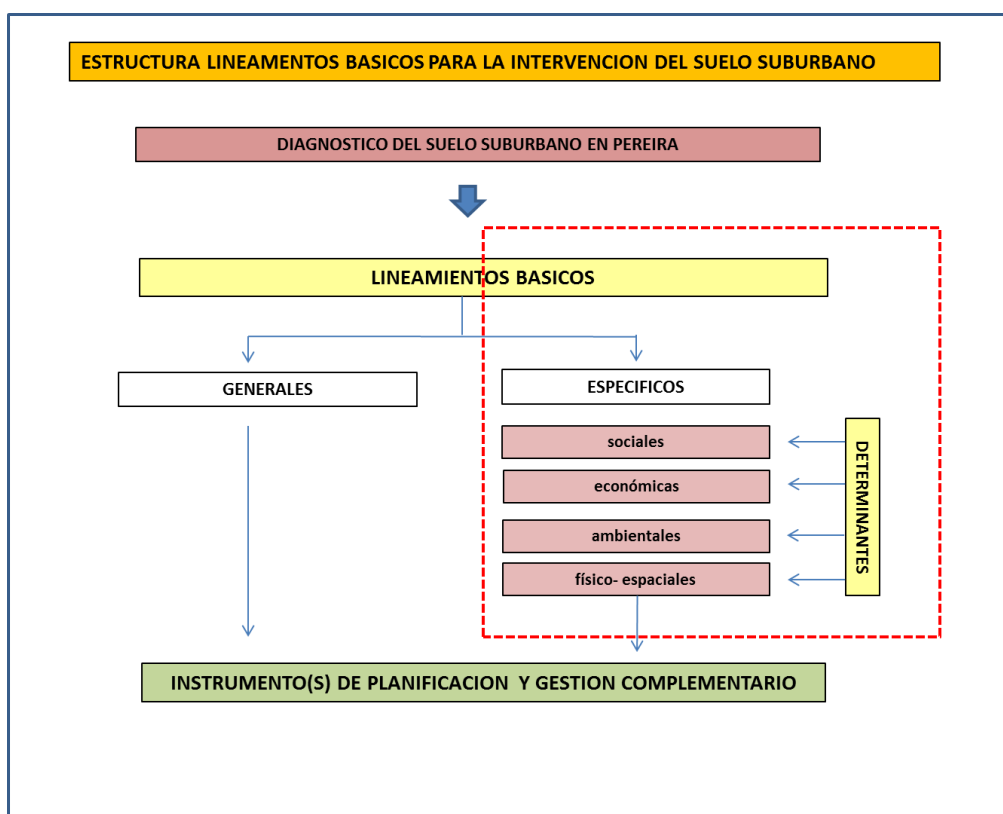 ESTRUCTURA LINEAMENTOS BASICOS PARA LA INTERVENCION DEL SUELO SUBURBANO
DIAGNOSTICO DEL SUELO SUBURBANO EN PEREIRA
LINEAMIENTOS BASICOS
GENERALES
ESPECIFICOS
sociales
económicas
ambientales
físico- espaciales
DETERMINANTES
INSTRUMENTO(S) DE PLANIFICACION Y GESTION COMPLEMENTARIO